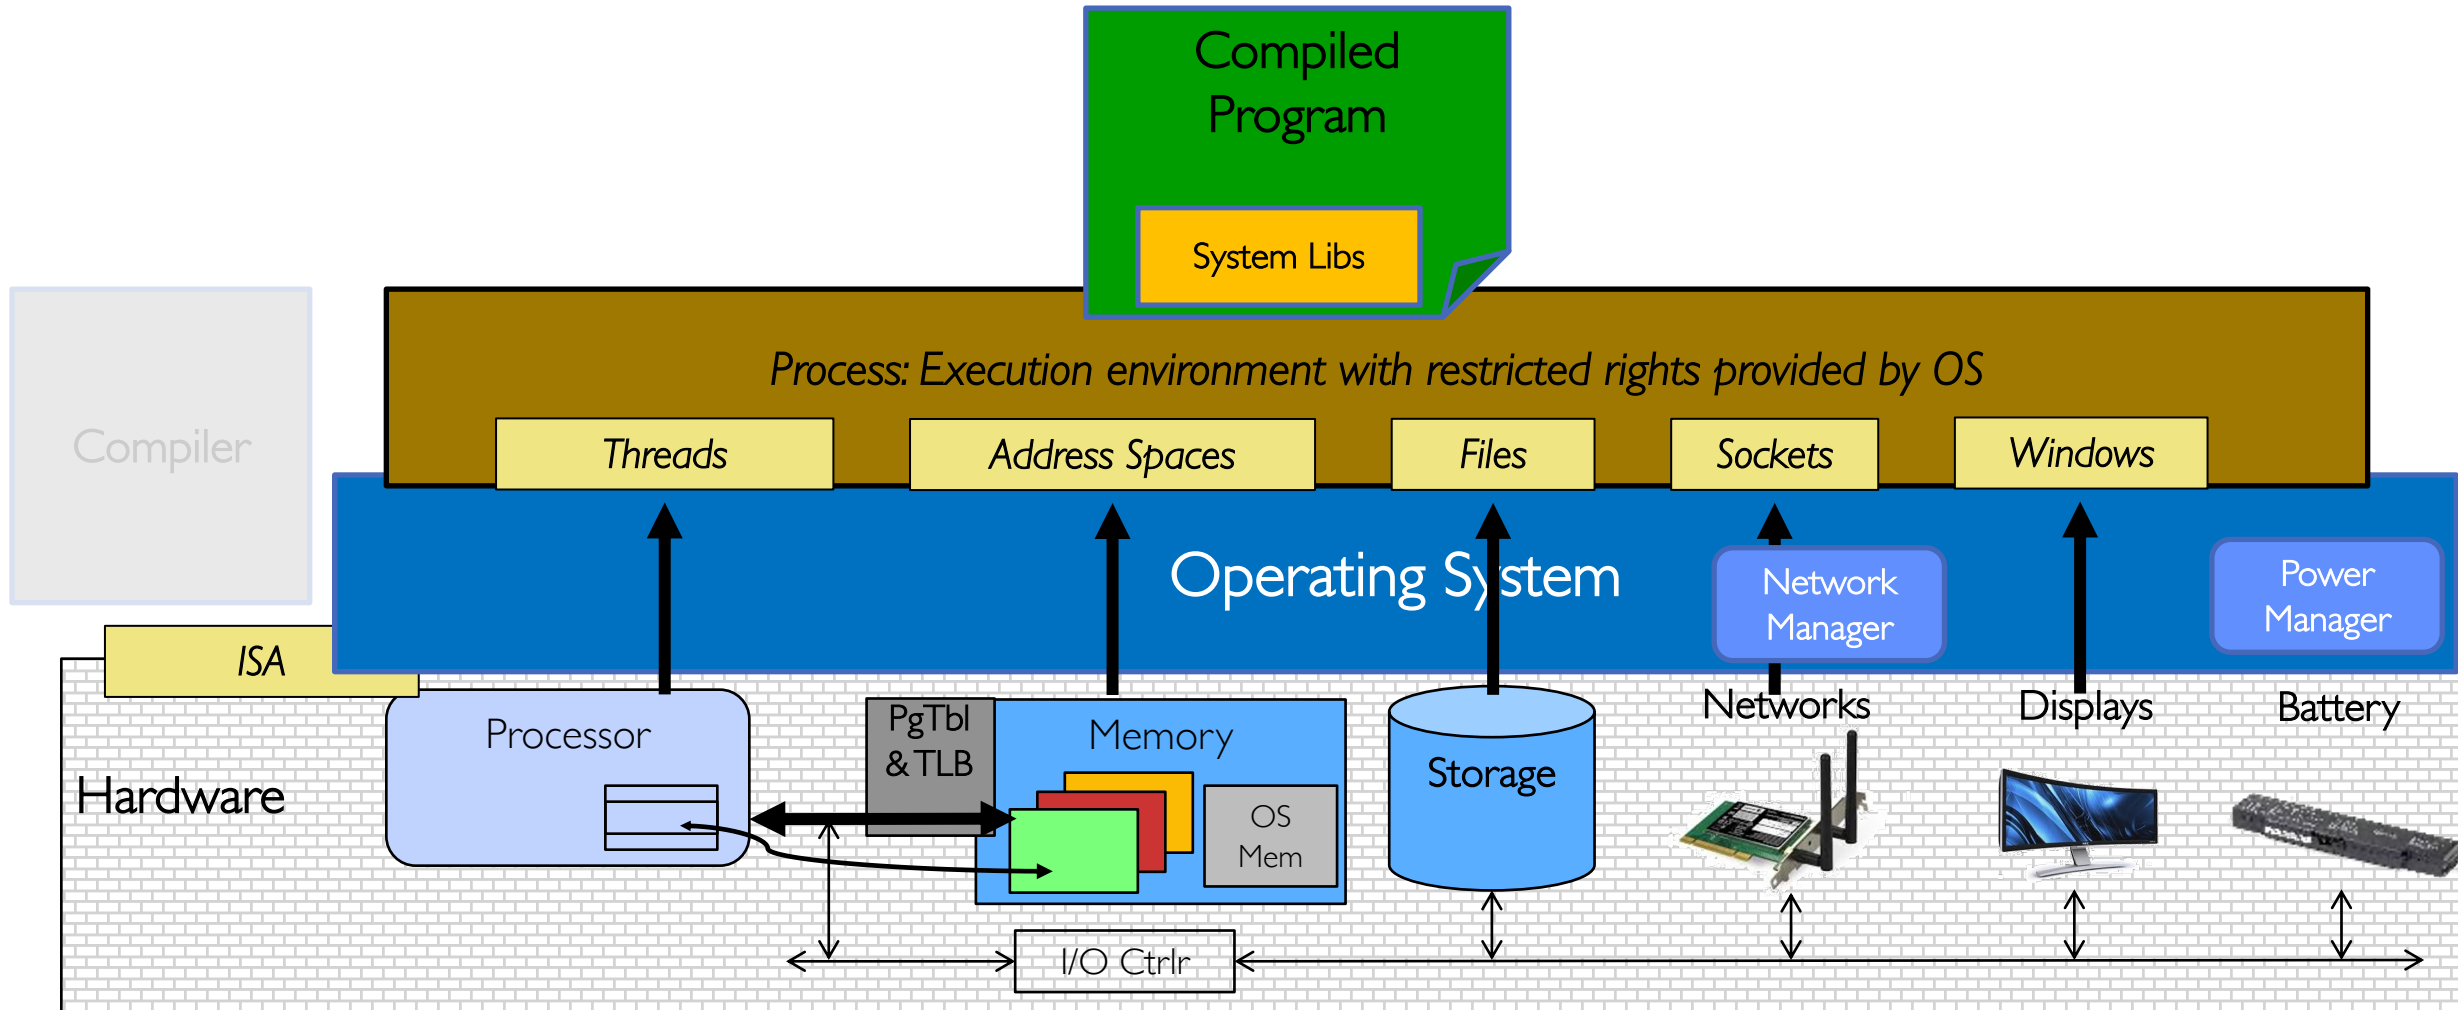 Compiled
Program
System Libs
Compiler
Process: Execution environment with restricted rights provided by OS
Threads
Address Spaces
Files
Sockets
Windows
Operating System
Network
Manager
Power
Manager
ISA
Hardware
Processor
PgTbl
& TLB
Memory
OS
Mem
Storage
Networks
Displays
Battery
I/O Ctrlr